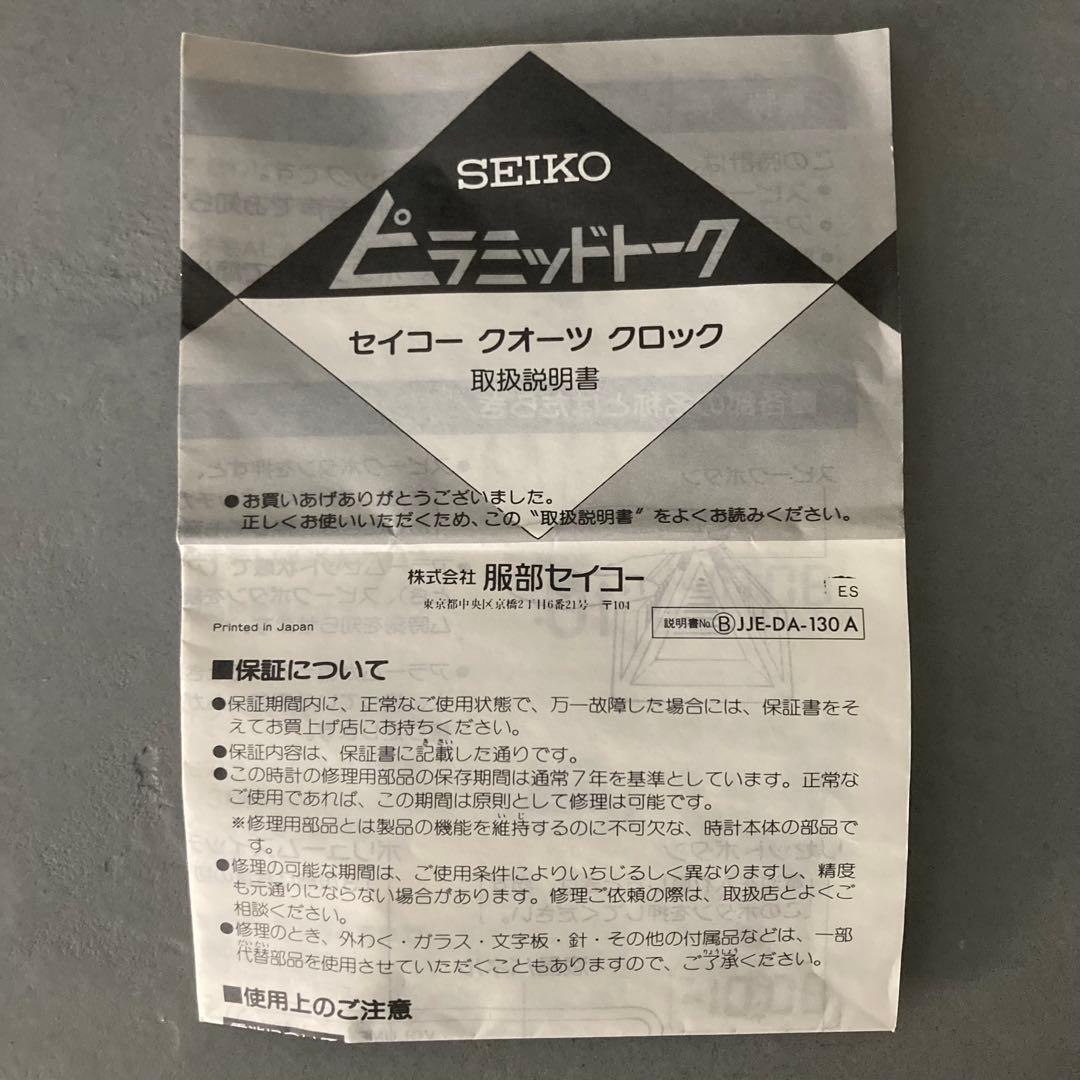 SEIKO
ピラミッドトーク
セイコー クオーツ クロック
取扱説明書
●お買いあげありがとうございました。
正しくお使いいただくため、この〝取扱説明書〟をよくお読みください。
株式会社 服部セイコー
東京都中央区京橋2丁目6番21号 〒104
ES
Printed in Japan
説明書No.ⒷJJE-DA-130 A
■保証について
●保証期間内に、正常なご使用状態で、万一故障した場合には、保証書をそ
えてお買上げ店にお持ちください。
●保証内容は、保証書に記載した通りです。
●この時計の修理用部品の保存期間は通常7年を基準としています。正常な
ご使用であれば、この期間は原則として修理は可能です。
※修理用部品とは製品の機能を維持するのに不可欠な、時計本体の部品で
す。
●修理の可能な期間は、ご使用条件によりいちじるしく異なりますし、精度
も元通りにならない場合があります。修理ご依頼の際は、取扱店とよくご
相談ください。
●修理のとき、外わく・ガラス・文字板・針・その他の付属品などは、一部
代替部品を使用させていただくこともありますので、ご了承ください。
■使用上のご注意